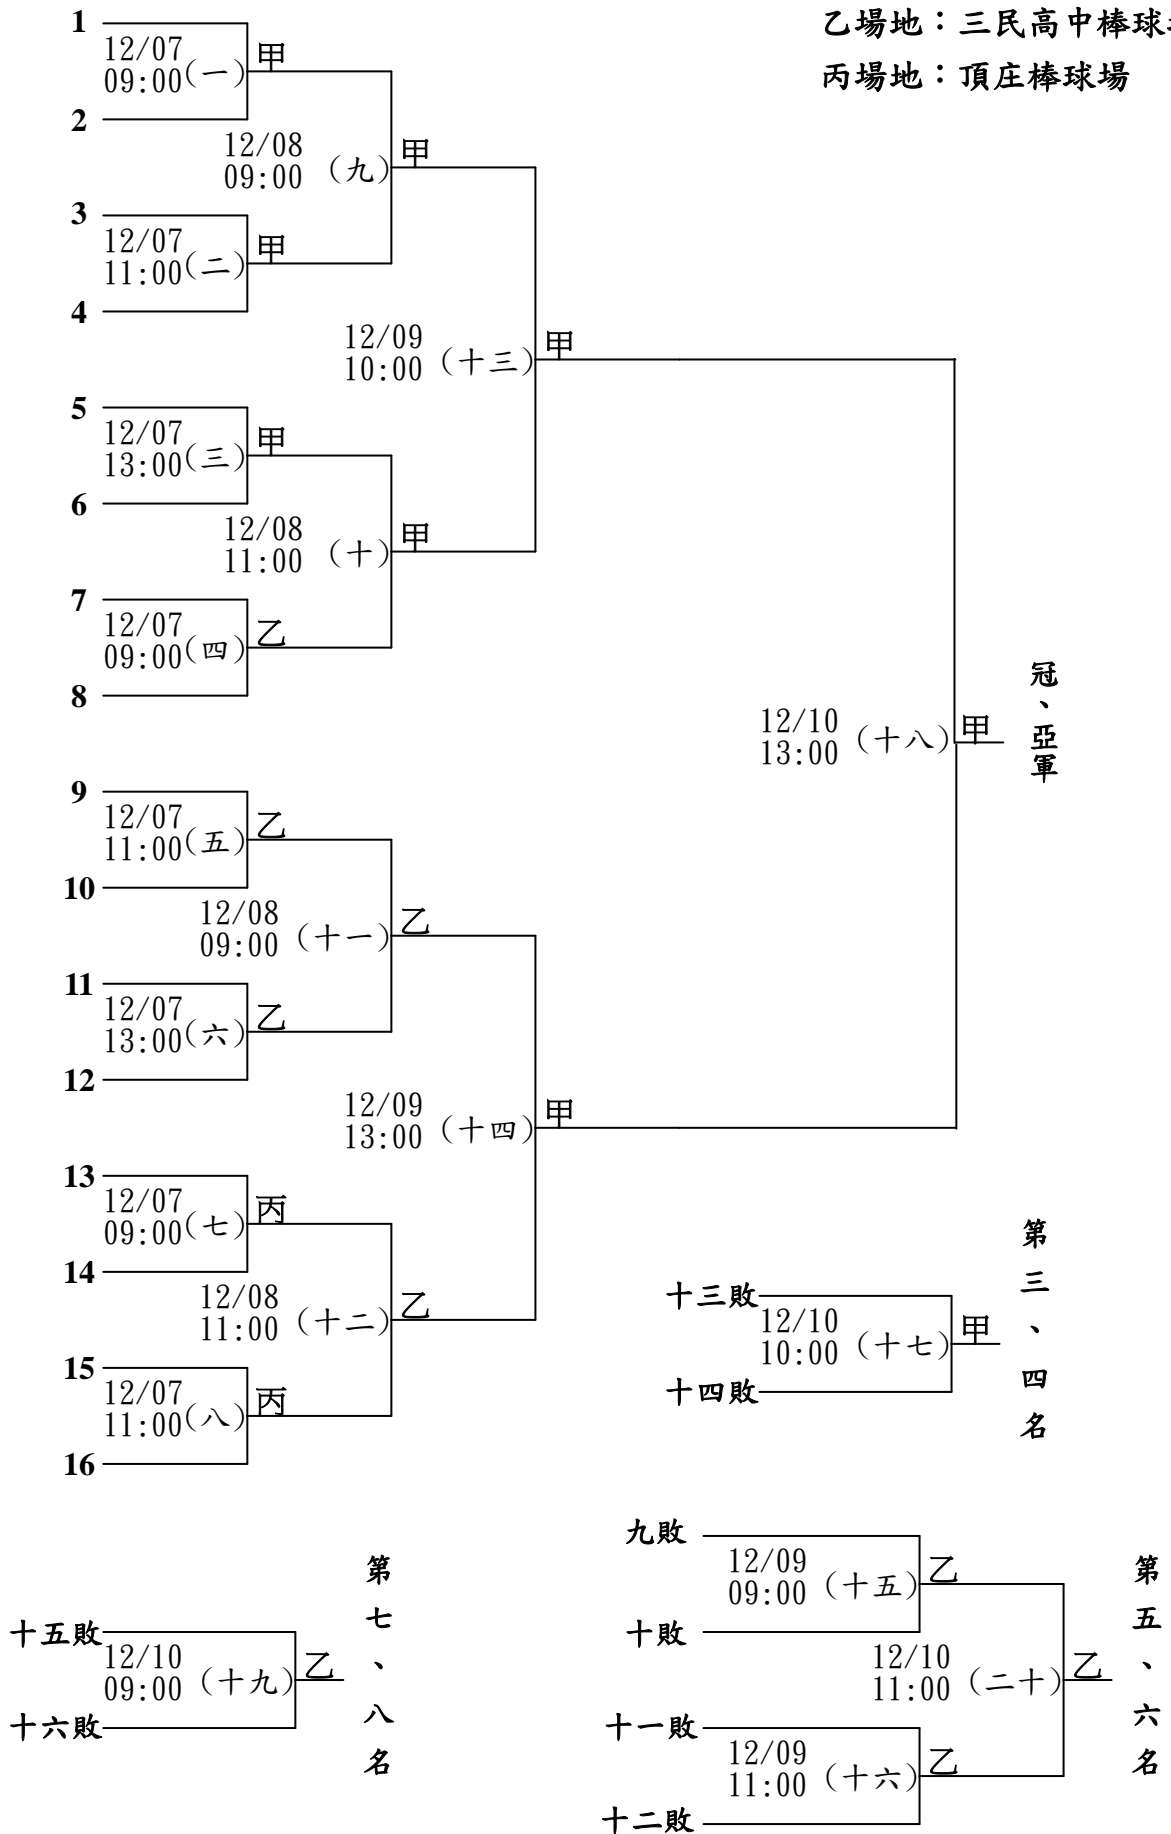 乙場地：三民高中棒球
丙場地：頂庄棒球場
1
12/07
09:00(一)
甲
2
12/08
09:00 (九)
甲
3
12/07
11:00(二)
甲
4
12/09
10:00 (十三)
甲
5
12/07
13:00(三)
甲
6
12/08
11:00 (十)
甲
7
12/07
09:00(四)
乙
8
12/10
13:00 (十八)
甲
冠、亞軍
9
12/07
11:00(五)
乙
10
12/08
09:00 (十一)
乙
11
12/07
13:00(六)
乙
12
12/09
13:00 (十四)
甲
13
12/07
09:00(七)
丙
14
12/08
11:00 (十二)
乙
15
12/07
11:00(八)
丙
16
十三敗
12/10
10:00 (十七)
甲
十四敗
第三、四名
九敗
12/09
09:00 (十五)
乙
十敗
12/10
11:00 (二十)
乙
十一敗
12/09
11:00 (十六)
乙
十二敗
第五、六名
十五敗
12/10
09:00 (十九)
乙
十六敗
第七、八名